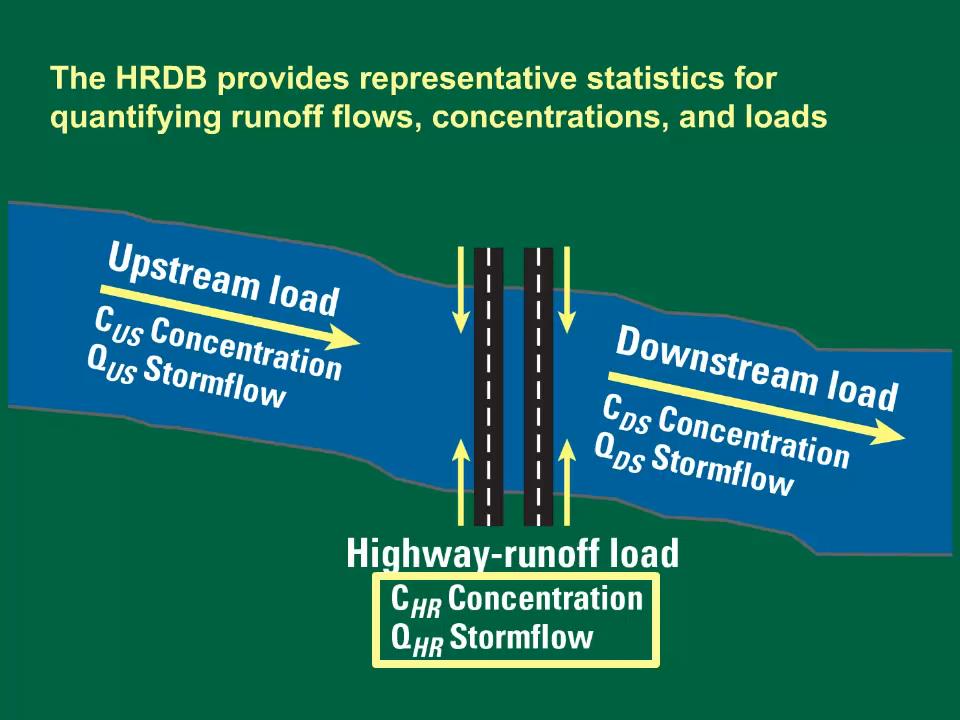 The HRDB provides representative statistics for
quantifying runoff flows, concentrations, and loads
Upstream load
CUS Concentration
QUS Stormflow
Downstream load
CDS Concentration
QDS Stormflow
Highway-runoff load
CHR Concentration
QHR Stormflow